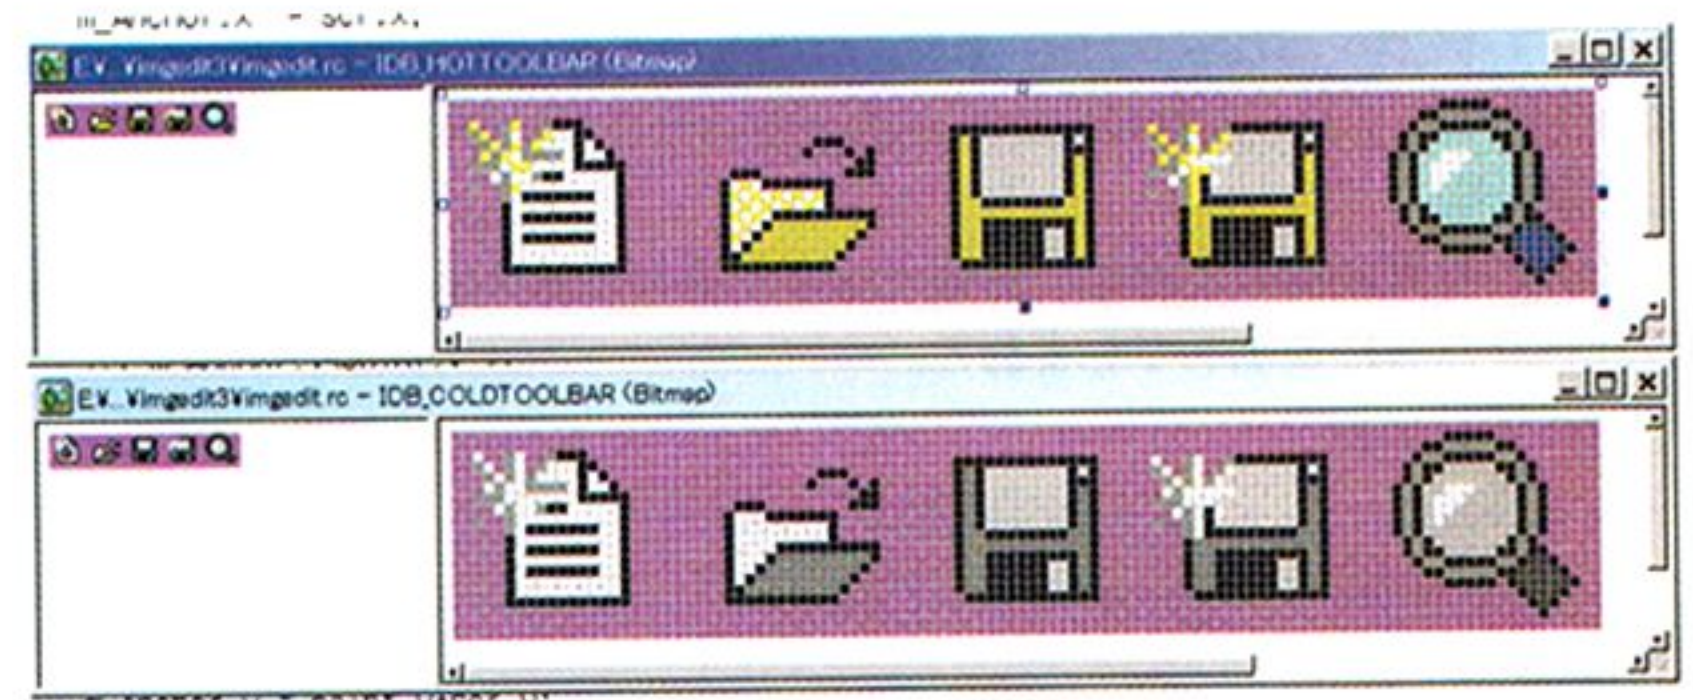 E:¥...¥imgedit3¥imgedit.rc - IDB_HOTTOOLBAR (Bitmap)
E:¥...¥imgedit3¥imgedit.rc - IDB_COLDTOOLBAR (Bitmap)